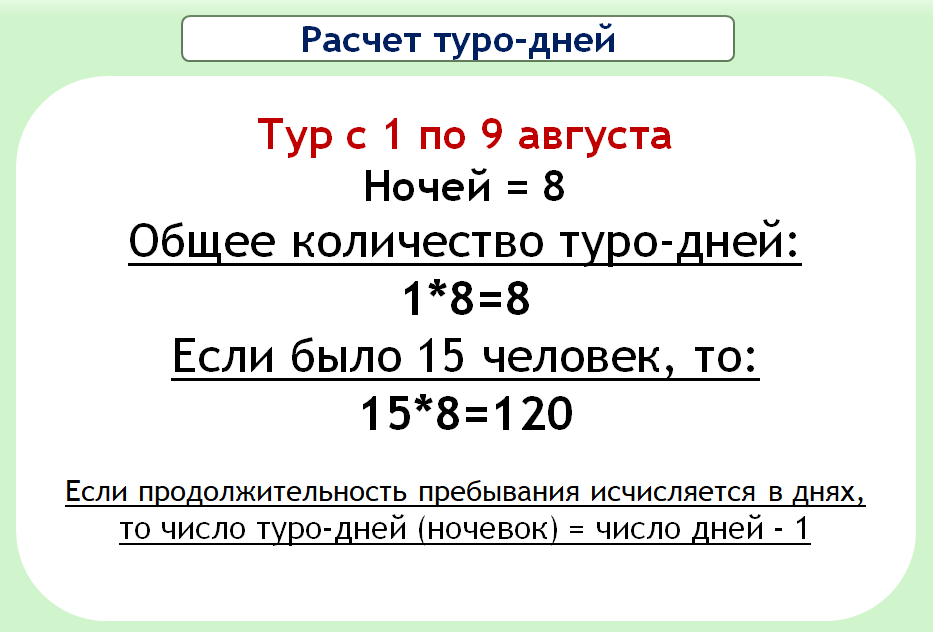 Расчет туро-дней
Тур с 1 по 9 августа
Ночей = 8
Общее количество туро-дней:
1*8=8
Если было 15 человек, то:
15*8=120
Если продолжительность пребывания исчисляется в днях,
то число туро-дней (ночевок) = число дней - 1